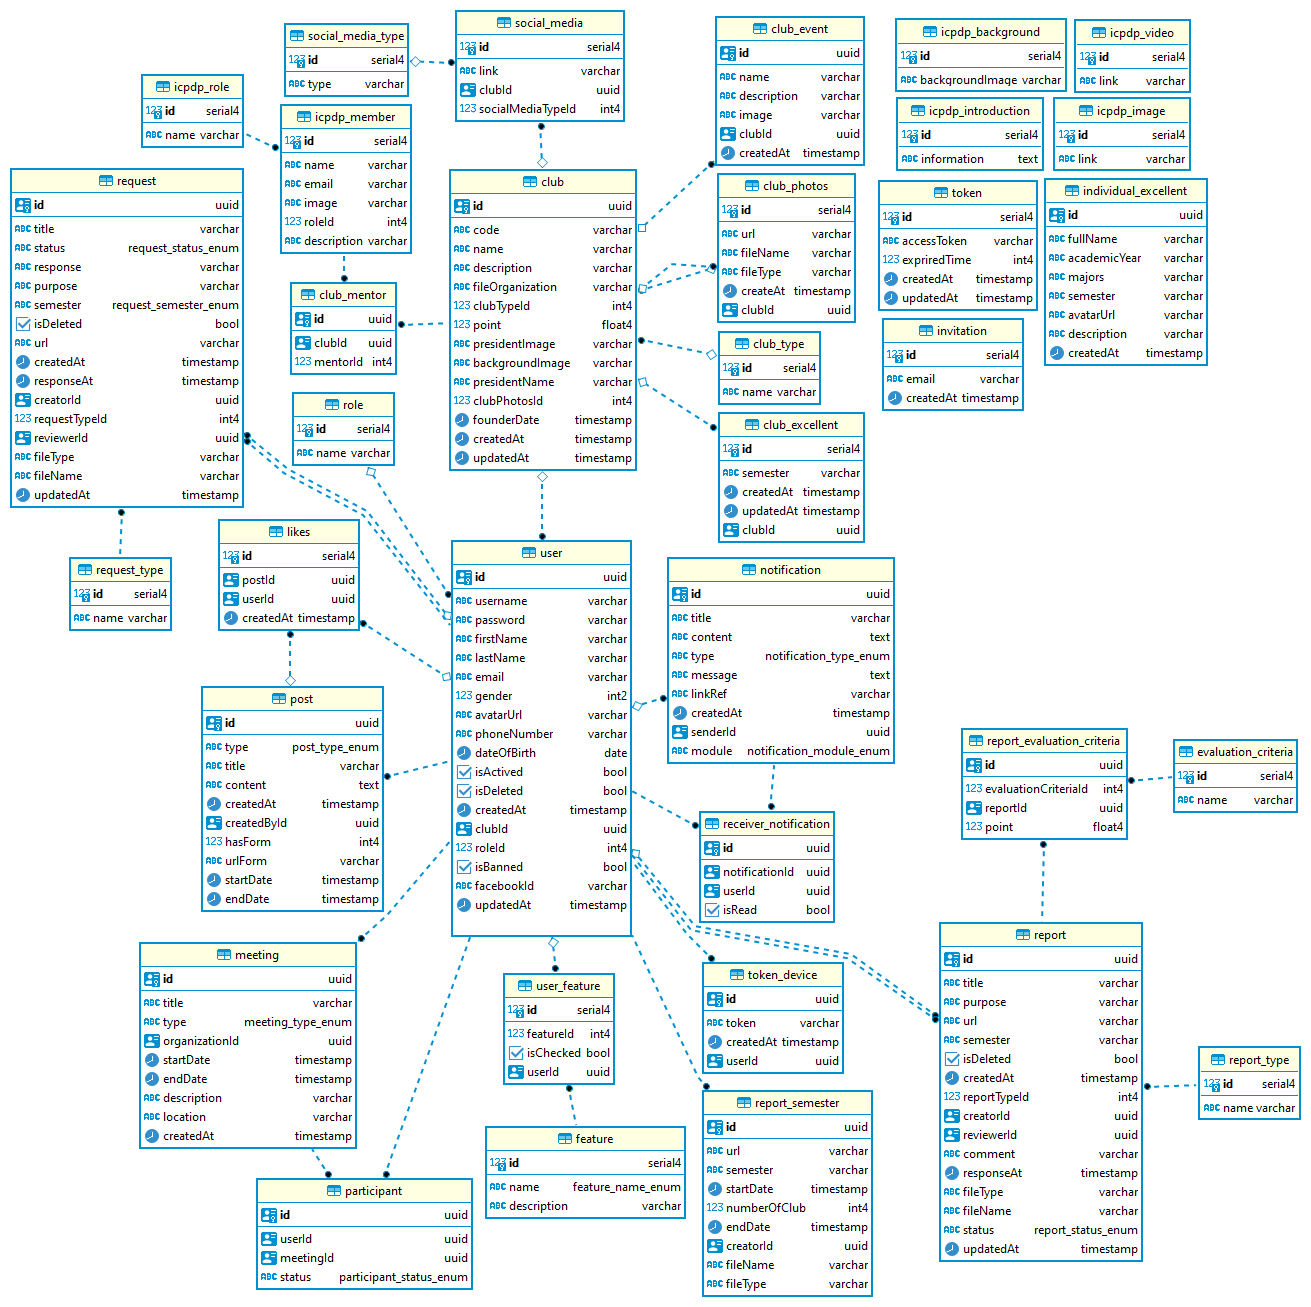 social_media_type
id serial4
type varchar
social_media
id serial4
link varchar
clubId uuid
socialMediaTypeId int4
club_event
id uuid
name varchar
description varchar
image varchar
clubId uuid
createdAt timestamp
icpdp_background
id serial4
backgroundImage varchar
icpdp_video
id serial4
link varchar
icpdp_role
id serial4
name varchar
icpdp_member
id serial4
name varchar
email varchar
image varchar
roleId int4
description varchar
icpdp_introduction
id serial4
information text
icpdp_image
id serial4
link varchar
request
id uuid
title varchar
status request_status_enum
response varchar
purpose varchar
semester request_semester_enum
isDeleted bool
url varchar
createdAt timestamp
responseAt timestamp
creatorId uuid
requestTypeId int4
reviewerId uuid
fileType varchar
fileName varchar
updatedAt timestamp
club
id uuid
code varchar
name varchar
description varchar
fileOrganization varchar
clubTypeId int4
point float4
presidentImage varchar
backgroundImage varchar
presidentName varchar
clubPhotosId int4
founderDate timestamp
createdAt timestamp
updatedAt timestamp
club_photos
id serial4
url varchar
fileName varchar
fileType varchar
createAt timestamp
clubId uuid
token
id serial4
accessToken varchar
expriredTime int4
createdAt timestamp
updatedAt timestamp
individual_excellent
id uuid
fullName varchar
academicYear varchar
majors varchar
semester varchar
avatarUrl varchar
description varchar
createdAt timestamp
club_mentor
id uuid
clubId uuid
mentorId int4
invitation
id serial4
email varchar
createdAt timestamp
club_type
id serial4
name varchar
role
id serial4
name varchar
club_excellent
id serial4
semester varchar
createdAt timestamp
updatedAt timestamp
clubId uuid
likes
id serial4
postId uuid
userId uuid
createdAt timestamp
request_type
id serial4
name varchar
user
id uuid
username varchar
password varchar
firstName varchar
lastName varchar
email varchar
gender int2
avatarUrl varchar
phoneNumber varchar
dateOfBirth date
isActived bool
isDeleted bool
createdAt timestamp
clubId uuid
roleId int4
isBanned bool
facebookId varchar
updatedAt timestamp
notification
id uuid
title varchar
content text
type notification_type_enum
message text
linkRef varchar
createdAt timestamp
senderId uuid
module notification_module_enum
post
id uuid
type post_type_enum
title varchar
content text
createdAt timestamp
createdById uuid
hasForm int4
urlForm varchar
startDate timestamp
endDate timestamp
report_evaluation_criteria
id uuid
evaluationCriteriaId int4
reportId uuid
point float4
evaluation_criteria
id serial4
name varchar
receiver_notification
id uuid
notificationId uuid
userId uuid
isRead bool
meeting
id uuid
title varchar
type meeting_type_enum
organizationId uuid
startDate timestamp
endDate timestamp
description varchar
location varchar
createdAt timestamp
user_feature
id serial4
featureId int4
isChecked bool
userId uuid
token_device
id uuid
token varchar
createdAt timestamp
userId uuid
report
id uuid
title varchar
purpose varchar
url varchar
semester varchar
isDeleted bool
createdAt timestamp
reportTypeId int4
creatorId uuid
reviewerId uuid
comment varchar
responseAt timestamp
fileType varchar
fileName varchar
status report_status_enum
updatedAt timestamp
report_type
id serial4
name varchar
report_semester
id uuid
url varchar
semester varchar
startDate timestamp
numberOfClub int4
endDate timestamp
creatorId uuid
fileName varchar
fileType varchar
feature
id serial4
name feature_name_enum
description varchar
participant
id uuid
userId uuid
meetingId uuid
status participant_status_enum